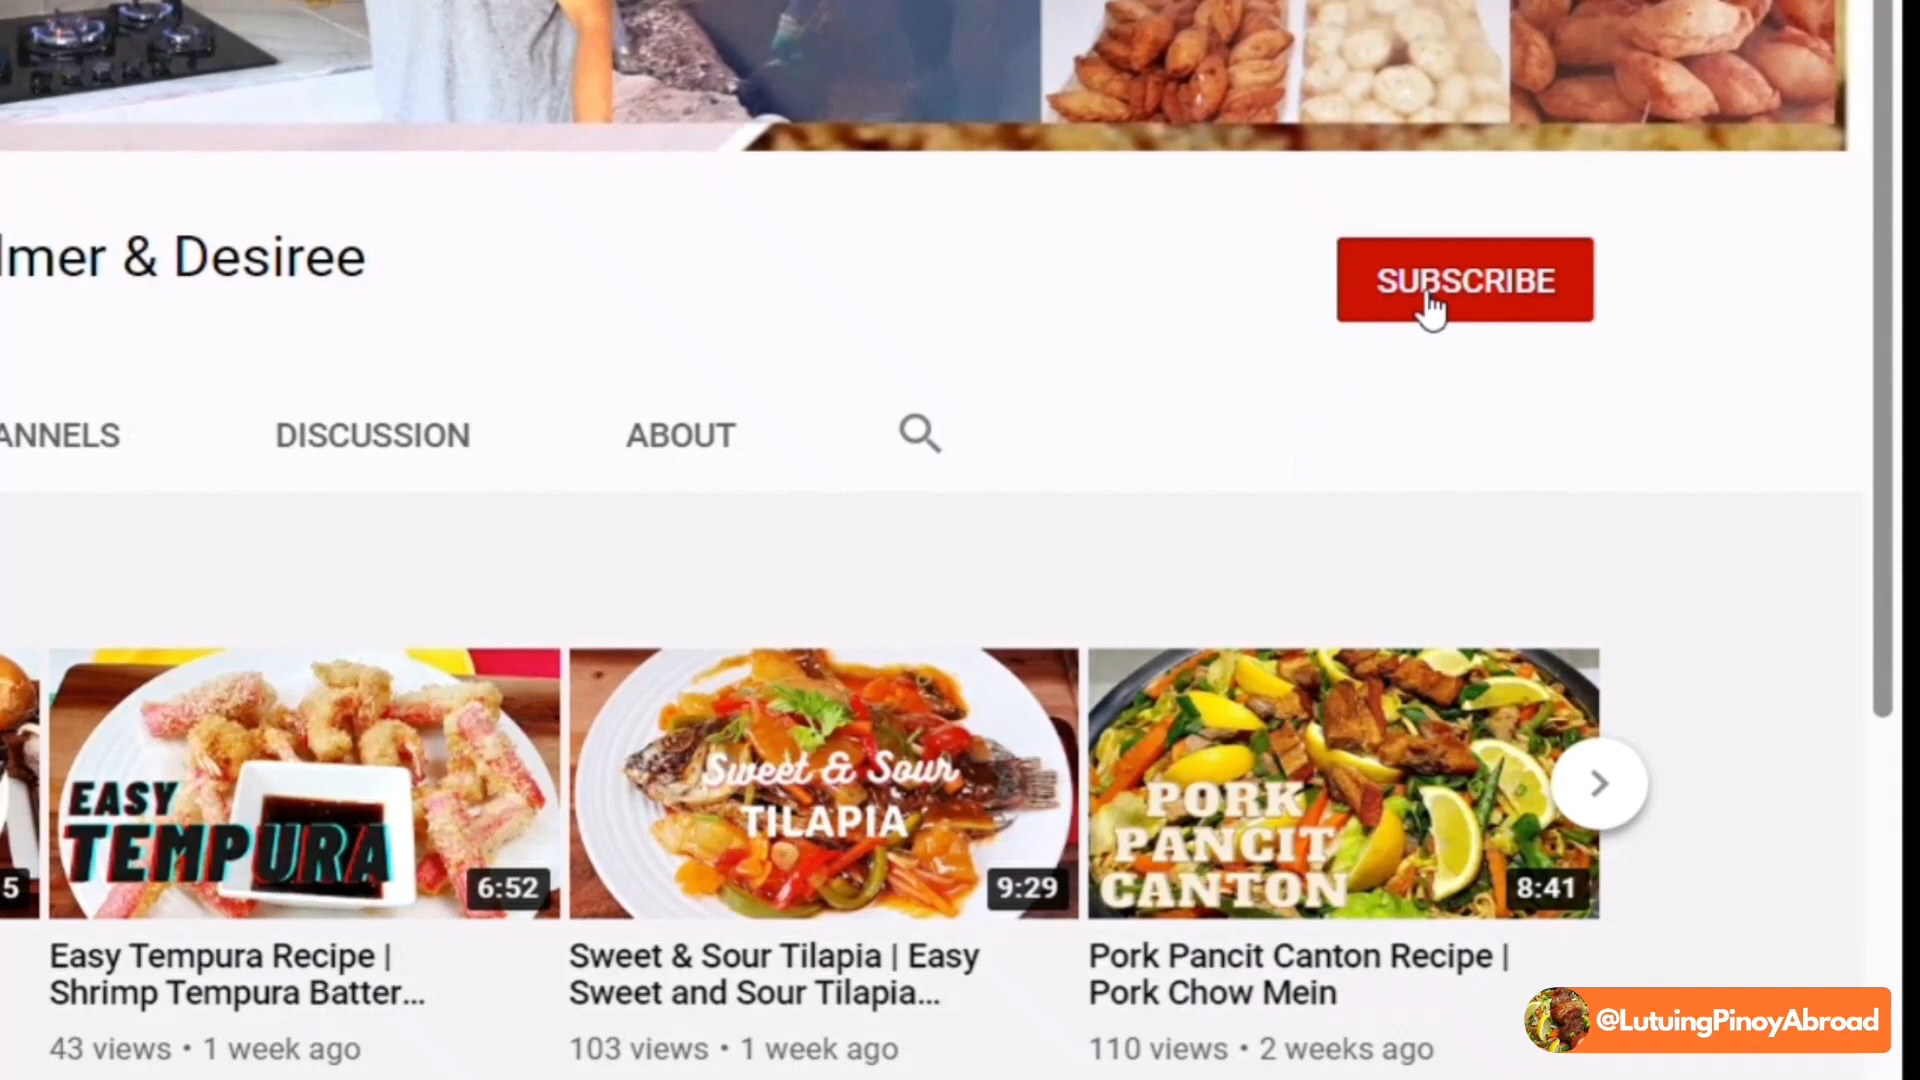 lmer & Desiree
SUBSCRIBE
ANNELS
DISCUSSION
ABOUT
5
EASY
TEMPURA
6:52
Sweet & Sour
TILAPIA
9:29
PORK
PANCIT
CANTON
8:41
Easy Tempura Recipe |
Shrimp Tempura Batter...
43 views • 1 week ago
Sweet & Sour Tilapia | Easy
Sweet and Sour Tilapia...
103 views • 1 week ago
Pork Pancit Canton Recipe |
Pork Chow Mein
110 views • 2 weeks ago
@LutuingPinoyAbroad